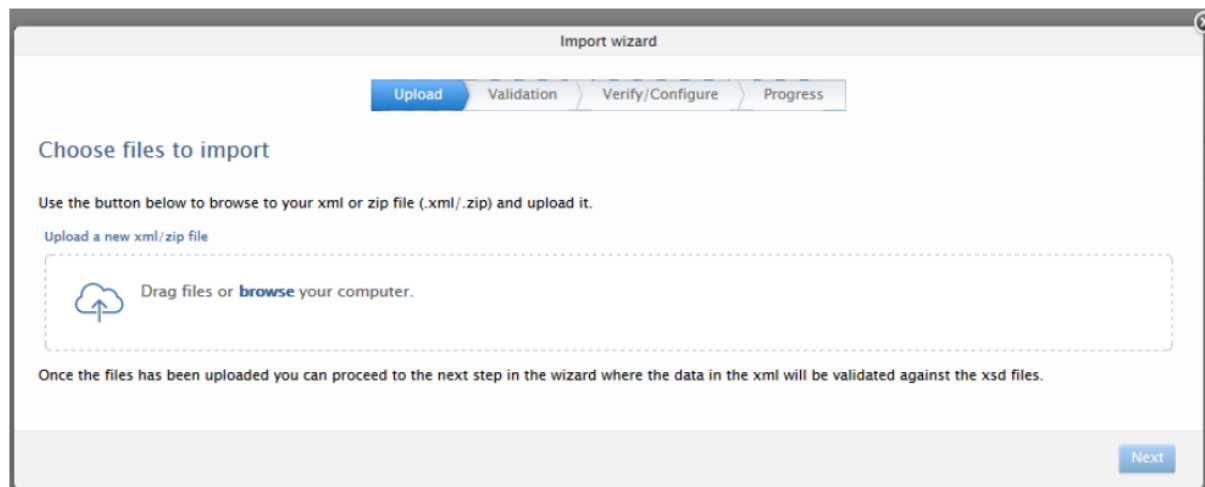 Import wizard
Upload Validation Verify/Configure Progress
Choose files to import
Use the button below to browse to your xml or zip file (.xml/.zip) and upload it.
Upload a new xml/zip file
Drag files or browse your computer.
Once the files has been uploaded you can proceed to the next step in the wizard where the data in the xml will be validated against the xsd files.
Next